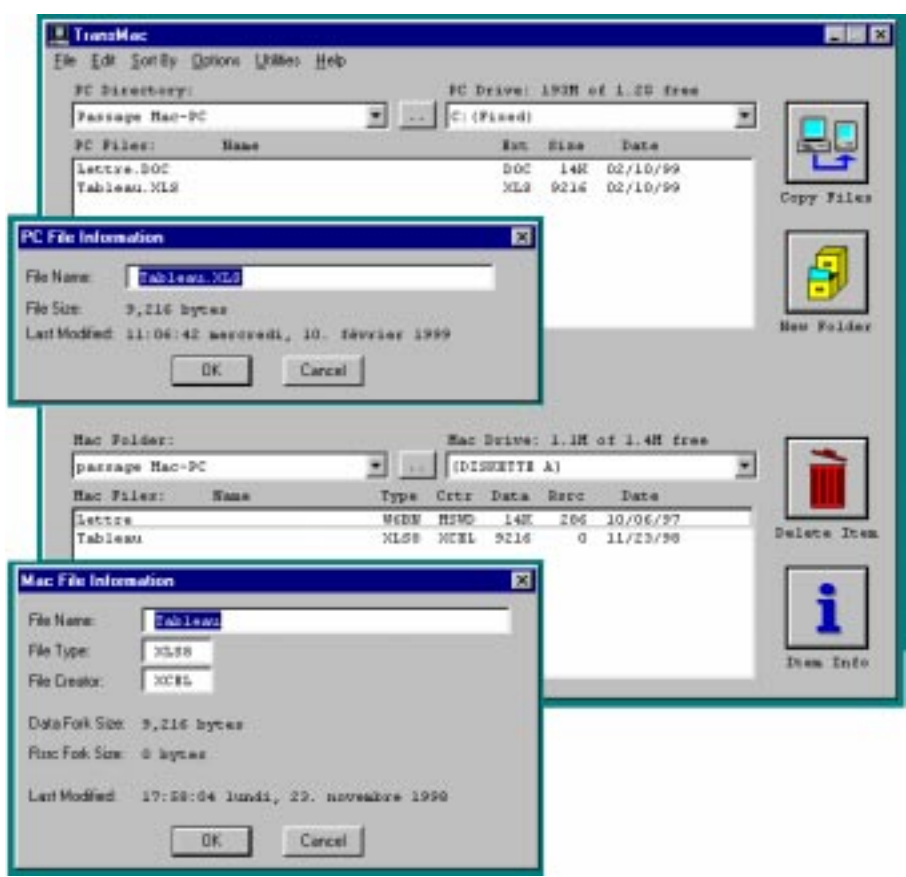 TransMac
File Edit Sort By Options Utilities Help
PC Directory: PC Drive: 193M of 1.2G free
Passage Mac-PC .. C: (Fixed)
PC Files: Name Ext Size Date
Lettre.DOC DOC 14K 02/10/99
Tableau.XLS XLS 9216 02/10/99
Copy Files
New Folder
PC File Information
File Name: Tableau.XLS
File Size: 9,216 bytes
Last Modified: 11:06:42 mercredi, 10. février 1999
OK Cancel
Mac Folder: Mac Drive: 1.1M of 1.4M free
passage Mac-PC .. (DISKETTE A)
Mac Files: Name Type Crtr Data Rsrc Date
Lettre W6BN MSWD 14K 286 10/06/97
Tableau XLS8 XCEL 9216 0 11/23/98
Delete Item
Item Info
Mac File Information
File Name: Tableau
File Type: XLS8
File Creator: XCEL
Data Fork Size: 9,216 bytes
Rsrc Fork Size: 0 bytes
Last Modified: 17:58:04 lundi, 23. novembre 1998
OK Cancel